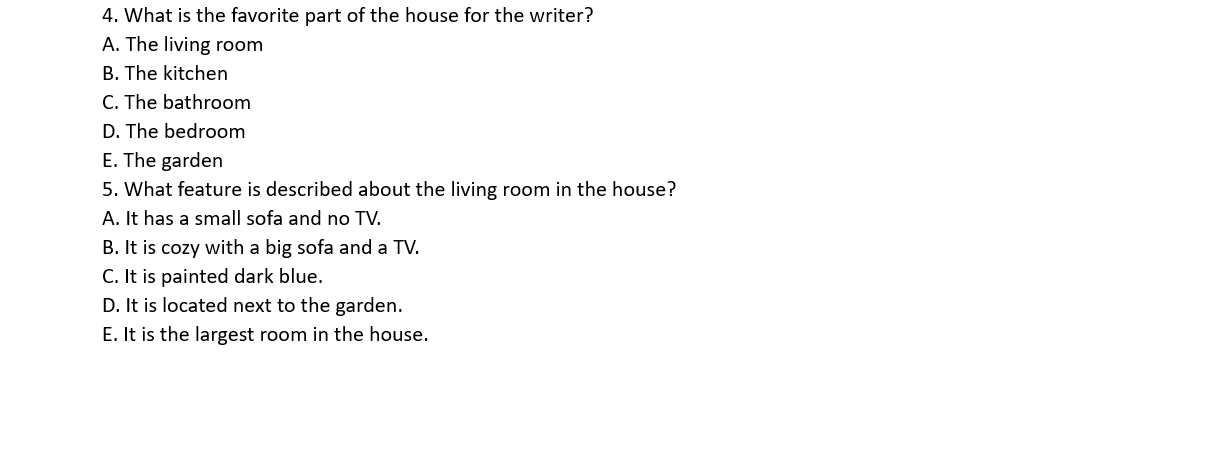 4. What is the favorite part of the house for the writer?
A. The living room
B. The kitchen
C. The bathroom
D. The bedroom
E. The garden
5. What feature is described about the living room in the house?
A. It has a small sofa and no TV.
B. It is cozy with a big sofa and a TV.
C. It is painted dark blue.
D. It is located next to the garden.
E. It is the largest room in the house.